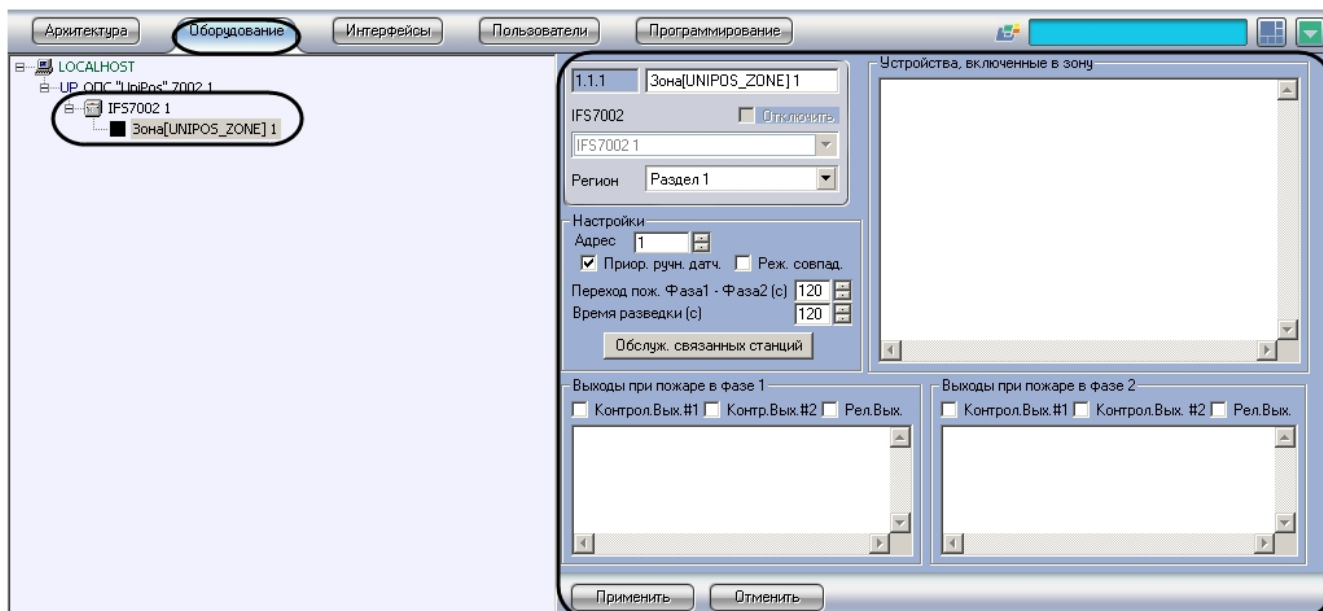 Архитектура Оборудование Интерфейсы Пользователи Программирование
LOCALHOST
UP ОПС "UniPos" 7002 1
IFS7002 1
Зона[UNIPOS_ZONE] 1
1.1.1 Зона[UNIPOS_ZONE] 1
IFS7002 Отключить
IFS7002 1
Регион Раздел 1
Устройства, включенные в зону
Настройки
Адрес 1
Приор. ручн. датч. Реж. совпад.
Переход пож. Фаза1 - Фаза2 (с) 120
Время разведки (с) 120
Обслуж. связанных станций
Выходы при пожаре в фазе 1
Контрол.Вых.#1 Контр.Вых.#2 Рел.Вых.
Выходы при пожаре в фазе 2
Контрол.Вых.#1 Контрол.Вых. #2 Рел.Вых.
Применить Отменить